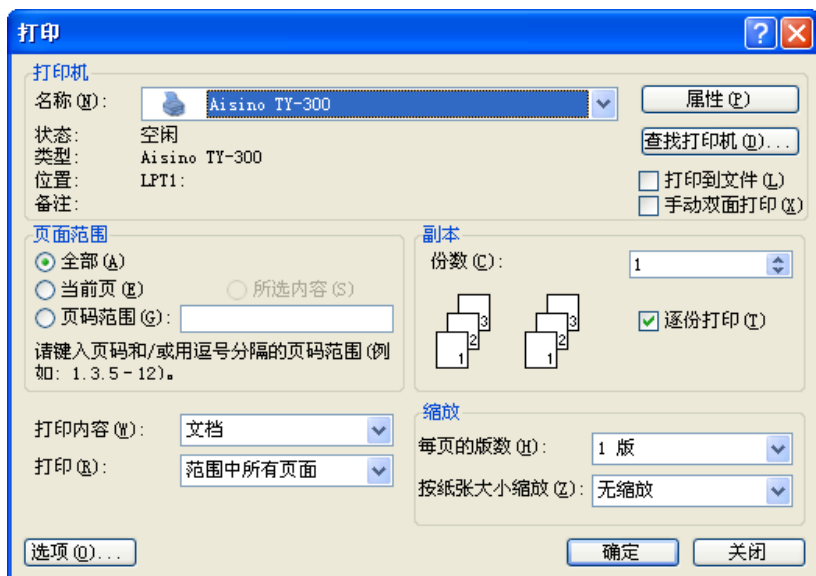 打印
打印机
名称(N):
Aisino TY-300
属性(P)
状态:
空闲
查找打印机(D)...
类型:
Aisino TY-300
位置:
LPT1:
打印到文件(L)
备注:
手动双面打印(X)
页面范围
全部(A)
当前页(E)
所选内容(S)
页码范围(G):
请键入页码和/或用逗号分隔的页码范围(例
如: 1.3.5-12)。
副本
份数(C):
1
3
2
1
3
2
1
逐份打印(T)
打印内容(W):
文档
打印(R):
范围中所有页面
缩放
每页的版数(H):
1 版
按纸张大小缩放(Z):
无缩放
选项(O)...
确定
关闭